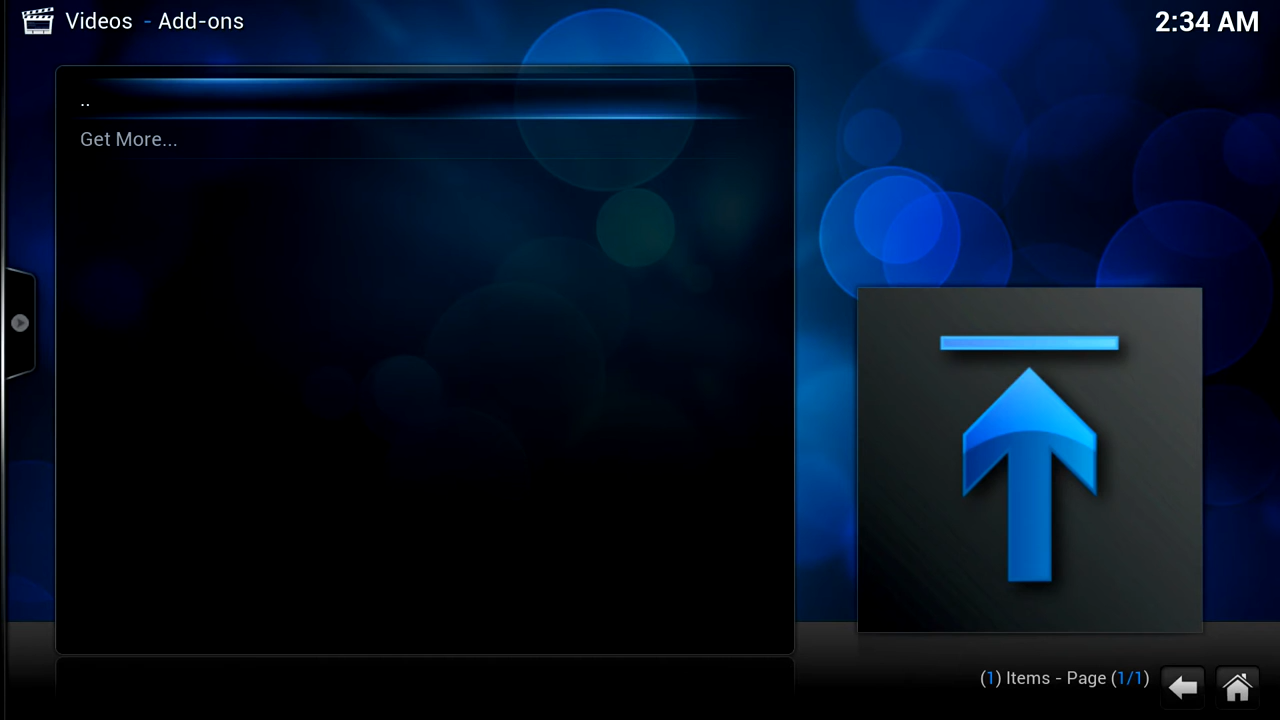 Videos - Add-ons
2:34 AM
..
Get More...
(1) Items - Page (1/1)